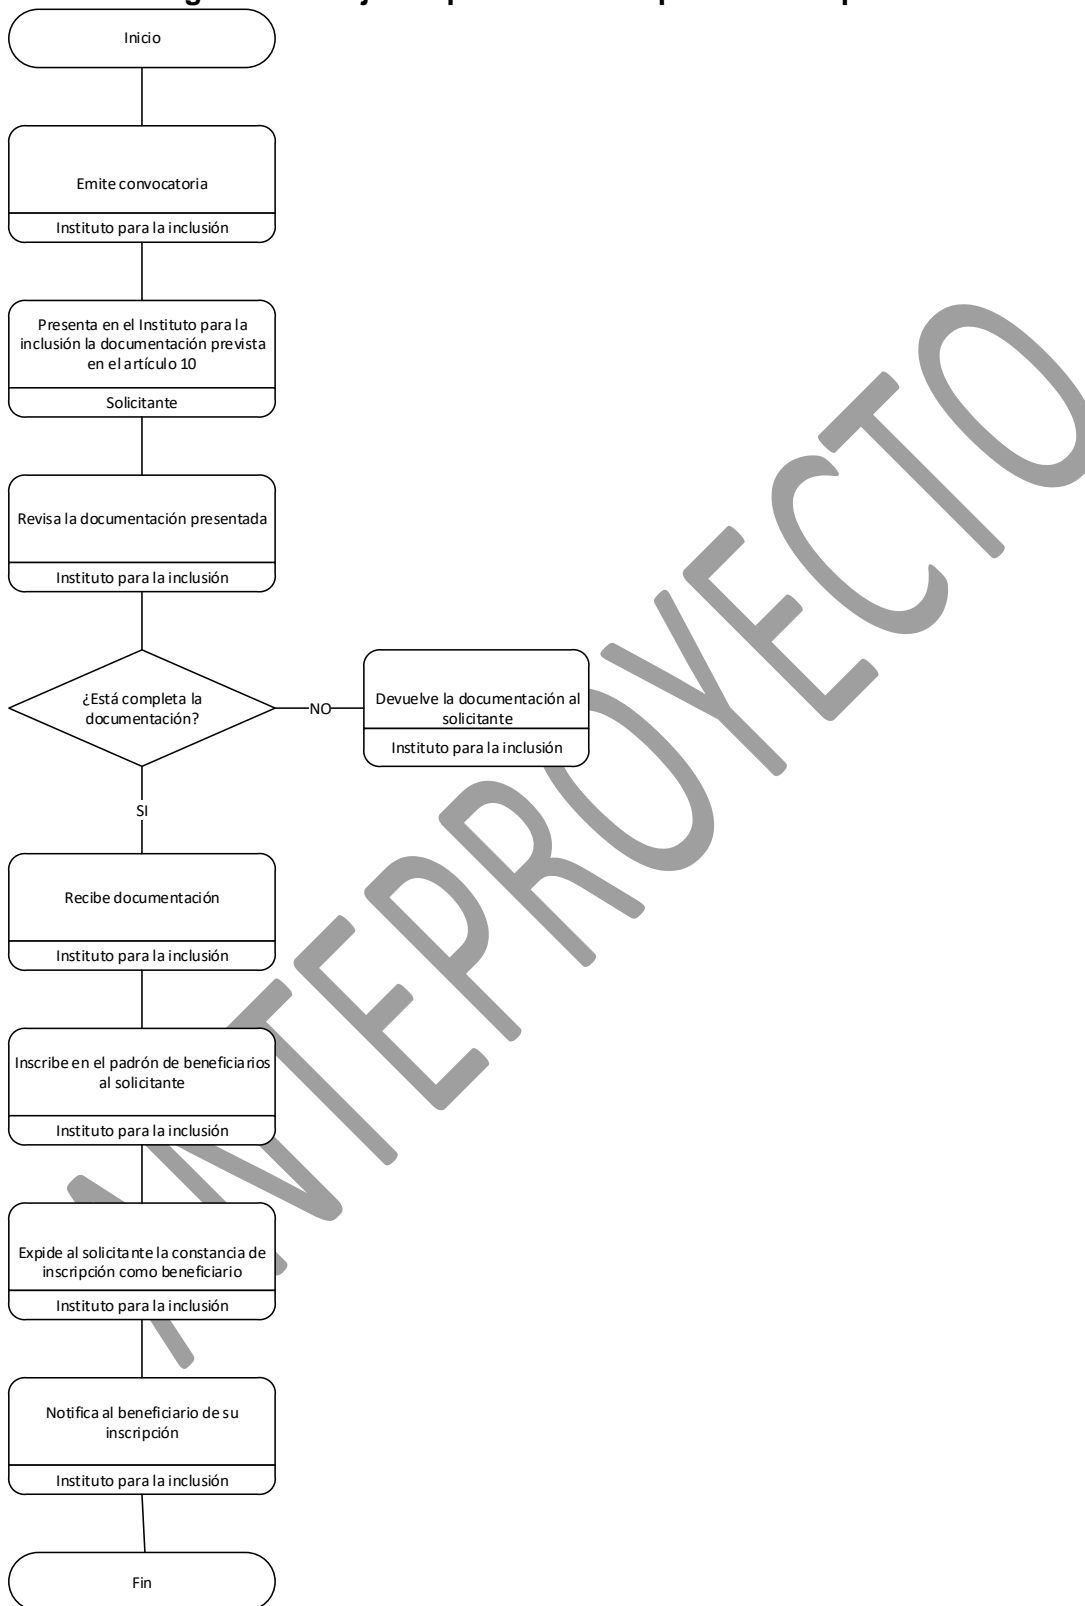 Inicio
Emite convocatoria
Instituto para la inclusión
Presenta en el Instituto para la
inclusión la documentación prevista
en el artículo 10
Solicitante
Revisa la documentación presentada
Instituto para la inclusión
¿Está completa la
documentación?
NO
Devuelve la documentación al
solicitante
Instituto para la inclusión
SI
Recibe documentación
Instituto para la inclusión
Inscribe en el padrón de beneficiarios
al solicitante
Instituto para la inclusión
Expide al solicitante la constancia de
inscripción como beneficiario
Instituto para la inclusión
Notifica al beneficiario de su
inscripción
Instituto para la inclusión
Fin
ANTEPROYECTO